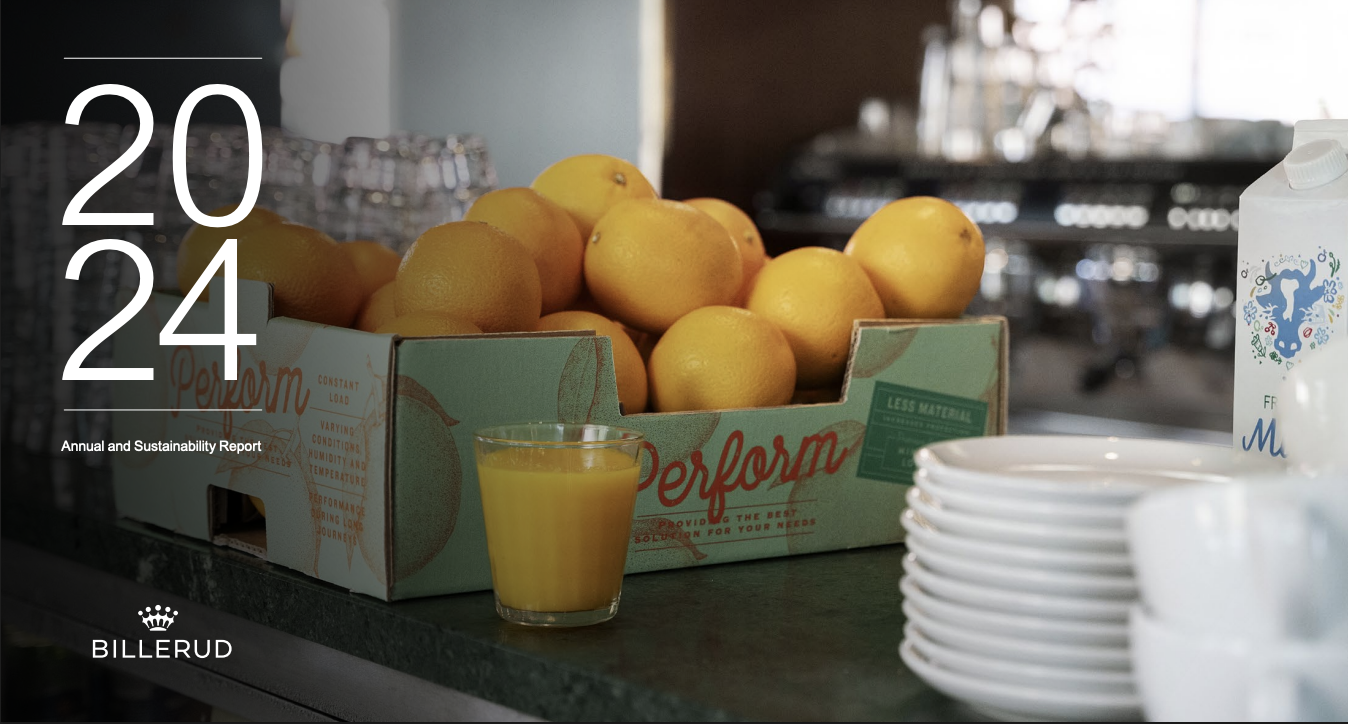 20
24
Annual and Sustainability Report
BILLERUD
Perform
CONSTANT
LOAD
VARYING
CONDITIONS,
HUMIDITY AND
TEMPERATURE
PERFORMANCE
DURING LONG
JOURNEY
Perform
PROVIDING THE BEST
SOLUTION FOR YOUR NEEDS
LESS MATERIAL